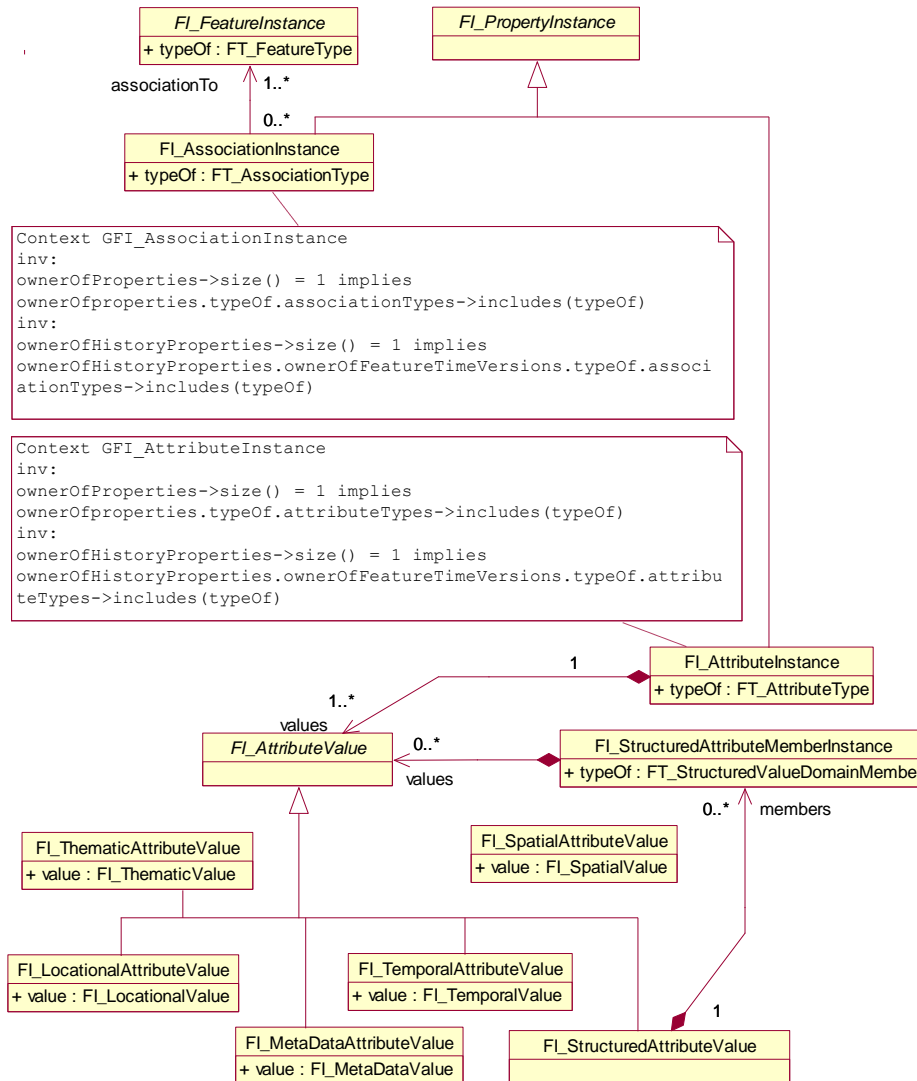 FI_FeatureInstance
+ typeOf : FT_FeatureType
FI_PropertyInstance
associationTo
1..*
0..*
FI_AssociationInstance
+ typeOf : FT_AssociationType
Context GFI_AssociationInstance
inv:
ownerOfProperties->size() = 1 implies
ownerOfproperties.typeOf.associationTypes->includes(typeOf)
inv:
ownerOfHistoryProperties->size() = 1 implies
ownerOfHistoryProperties.ownerOfFeatureTimeVersions.typeOf.associ
ationTypes->includes(typeOf)
Context GFI_AttributeInstance
inv:
ownerOfProperties->size() = 1 implies
ownerOfproperties.typeOf.attributeTypes->includes(typeOf)
inv:
ownerOfHistoryProperties->size() = 1 implies
ownerOfHistoryProperties.ownerOfFeatureTimeVersions.typeOf.attribu
teTypes->includes(typeOf)
1
FI_AttributeInstance
+ typeOf : FT_AttributeType
1..*
values
FI_AttributeValue
0..*
values
FI_StructuredAttributeMemberInstance
+ typeOf : FT_StructuredValueDomainMember
0..*
members
FI_ThematicAttributeValue
+ value : FI_ThematicValue
FI_SpatialAttributeValue
+ value : FI_SpatialValue
FI_LocationalAttributeValue
+ value : FI_LocationalValue
FI_TemporalAttributeValue
+ value : FI_TemporalValue
1
FI_MetaDataAttributeValue
+ value : FI_MetaDataValue
FI_StructuredAttributeValue